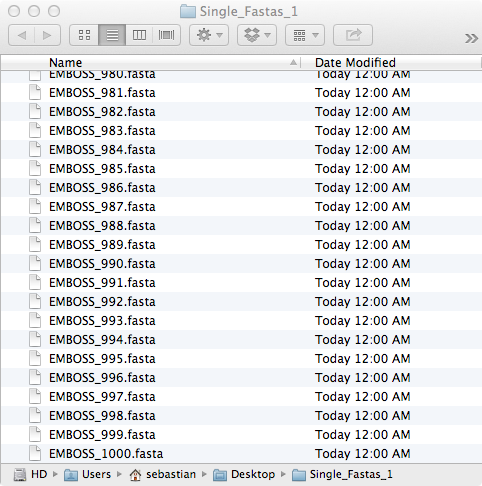 Single_Fastas_1
Name Date Modified
EMBOSS_980.fasta Today 12:00 AM
EMBOSS_981.fasta Today 12:00 AM
EMBOSS_982.fasta Today 12:00 AM
EMBOSS_983.fasta Today 12:00 AM
EMBOSS_984.fasta Today 12:00 AM
EMBOSS_985.fasta Today 12:00 AM
EMBOSS_986.fasta Today 12:00 AM
EMBOSS_987.fasta Today 12:00 AM
EMBOSS_988.fasta Today 12:00 AM
EMBOSS_989.fasta Today 12:00 AM
EMBOSS_990.fasta Today 12:00 AM
EMBOSS_991.fasta Today 12:00 AM
EMBOSS_992.fasta Today 12:00 AM
EMBOSS_993.fasta Today 12:00 AM
EMBOSS_994.fasta Today 12:00 AM
EMBOSS_995.fasta Today 12:00 AM
EMBOSS_996.fasta Today 12:00 AM
EMBOSS_997.fasta Today 12:00 AM
EMBOSS_998.fasta Today 12:00 AM
EMBOSS_999.fasta Today 12:00 AM
EMBOSS_1000.fasta Today 12:00 AM
HD Users sebastian Desktop Single_Fastas_1